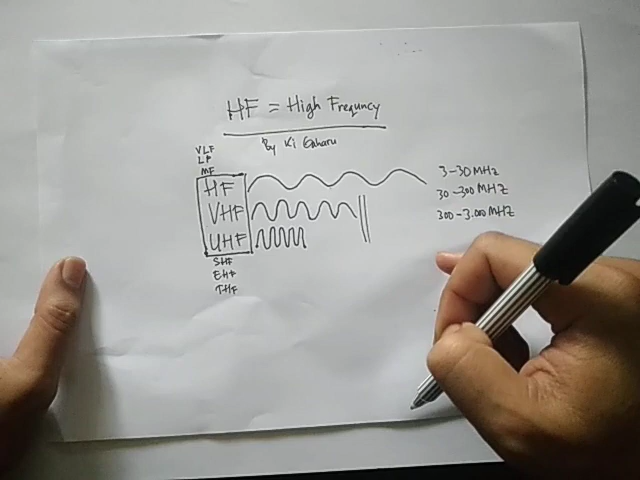 HF = High Frequncy
By Ki Gaharu
VLF
LF
MF
HF 3-30 MHz
VHF 30-300 MHZ
UHF 300-3.000 MHZ
SHF
EHF
THF